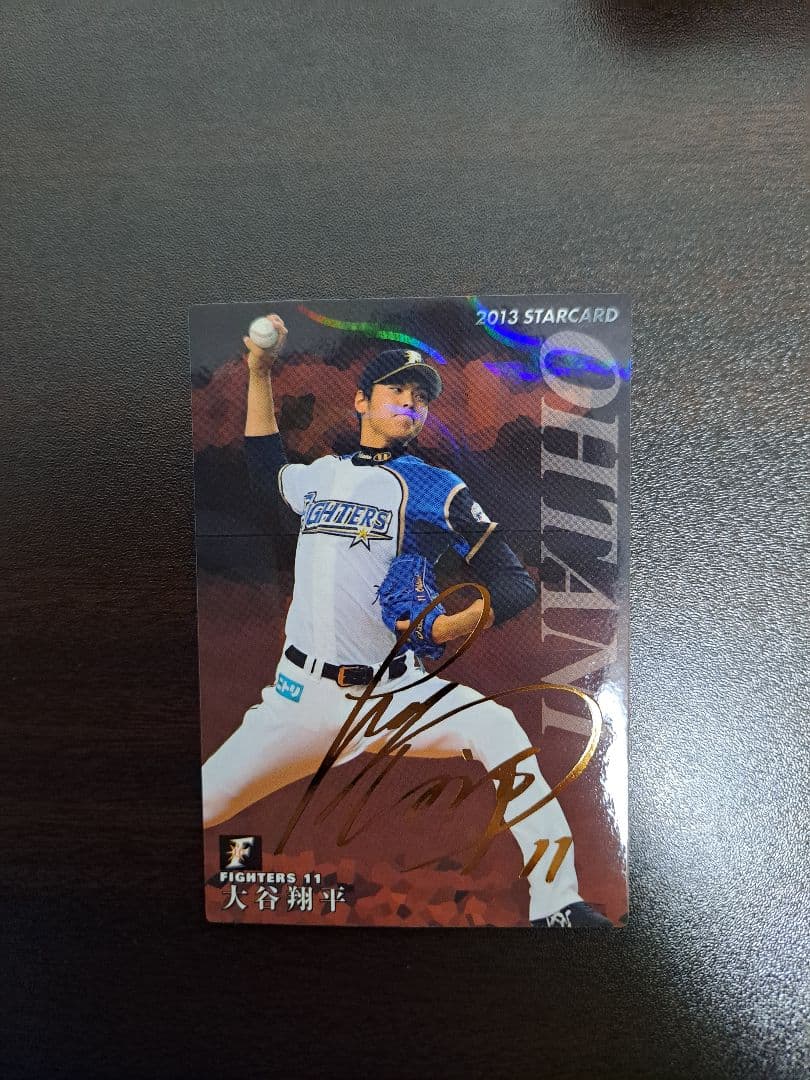 2013 STARCARD
OHTANI
FIGHTERS
ニトリ
11
F
FIGHTERS 11
大谷翔平